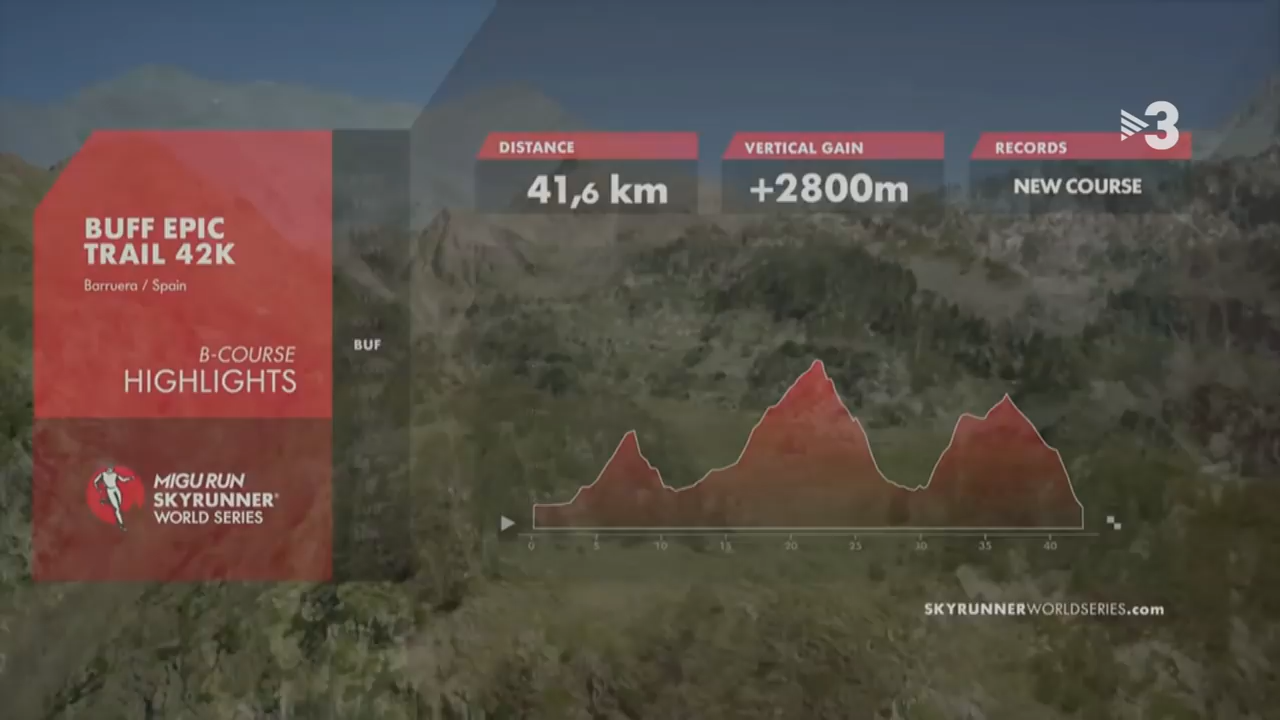 3
DISTANCE
41,6 km
VERTICAL GAIN
+2800m
RECORDS
NEW COURSE
BUFF EPIC
TRAIL 42K
Barruera / Spain
B-COURSE
HIGHLIGHTS
BUF
MIGU RUN
SKYRUNNER®
WORLD SERIES
0 5 10 15 20 25 30 35 40
SKYRUNNERWORLDSERIES.com